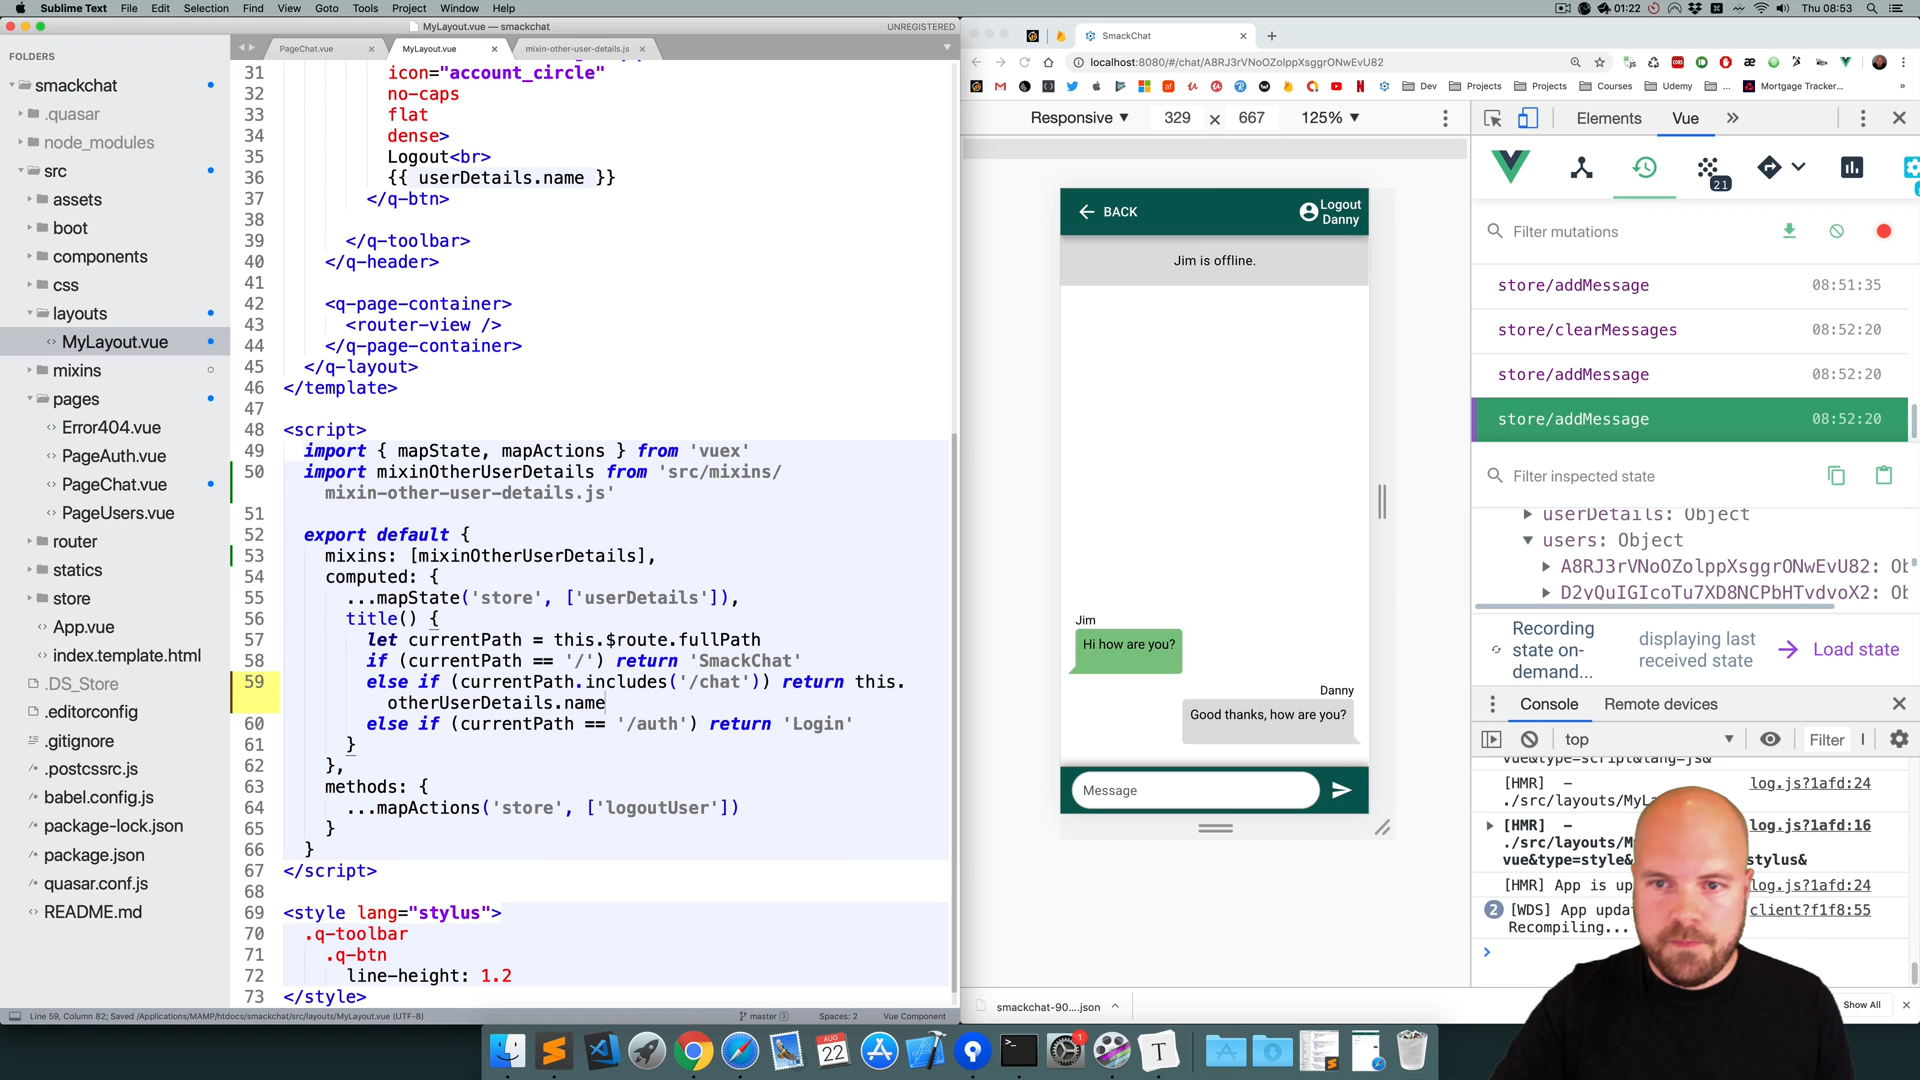 Sublime Text File Edit Selection Find View Goto Tools Project Window Help
01:22 Thu 08:53
MyLayout.vue — smackchat UNREGISTERED
PageChat.vue MyLayout.vue mixin-other-user-details.js
FOLDERS
smackchat
.quasar
node_modules
src
assets
boot
components
css
layouts
MyLayout.vue
mixins
pages
Error404.vue
PageAuth.vue
PageChat.vue
PageUsers.vue
router
statics
store
App.vue
index.template.html
.DS_Store
.editorconfig
.gitignore
.postcssrc.js
babel.config.js
package-lock.json
package.json
quasar.conf.js
README.md
31 icon="account_circle"
32 no-caps
33 flat
34 dense>
35 Logout<br>
36 {{ userDetails.name }}
37 </q-btn>
38
39 </q-toolbar>
40 </q-header>
41
42 <q-page-container>
43 <router-view />
44 </q-page-container>
45 </q-layout>
46 </template>
47
48 <script>
49 import { mapState, mapActions } from 'vuex'
50 import mixinOtherUserDetails from 'src/mixins/
mixin-other-user-details.js'
51
52 export default {
53 mixins: [mixinOtherUserDetails],
54 computed: {
55 ...mapState('store', ['userDetails']),
56 title() {
57 let currentPath = this.$route.fullPath
58 if (currentPath == '/') return 'SmackChat'
59 else if (currentPath.includes('/chat')) return this.
otherUserDetails.name
60 else if (currentPath == '/auth') return 'Login'
61 }
62 },
63 methods: {
64 ...mapActions('store', ['logoutUser'])
65 }
66 }
67 </script>
68
69 <style lang="stylus">
70 .q-toolbar
71 .q-btn
72 line-height: 1.2
73 </style>
Line 59, Column 82; Saved /Applications/MAMP/htdocs/smackchat/src/layouts/MyLayout.vue (UTF-8) master 3 Spaces: 2 Vue Component
SmackChat
localhost:8080/#/chat/A8RJ3rVNoOZolppXsggrONwEvU82
Dev Projects Projects Courses Udemy ... Mortgage Tracker...
Responsive 329 × 667 125%
BACK
Logout
Danny
Jim is offline.
Jim
Hi how are you?
Danny
Good thanks, how are you?
Message
Elements Vue
21
Filter mutations
store/addMessage 08:51:35
store/clearMessages 08:52:20
store/addMessage 08:52:20
store/addMessage 08:52:20
Filter inspected state
userDetails: Object
users: Object
A8RJ3rVNoOZolppXsggrONwEvU82: Ob
D2yQuIGIcoTu7XD8NCPbHTvdvoX2: Ob
Recording
state on-
demand...
displaying last
received state
Load state
Console Remote devices
top Filter
vue&type=script&lang=js&
[HMR] - log.js?1afd:24
./src/layouts/MyLa
[HMR] - log.js?1afd:16
./src/layouts/M
vue&type=style& stylus&
[HMR] App is up log.js?1afd:24
2 [WDS] App upda client?f1f8:55
Recompiling...
smackchat-90....json
Show All
AUG
22
1
T